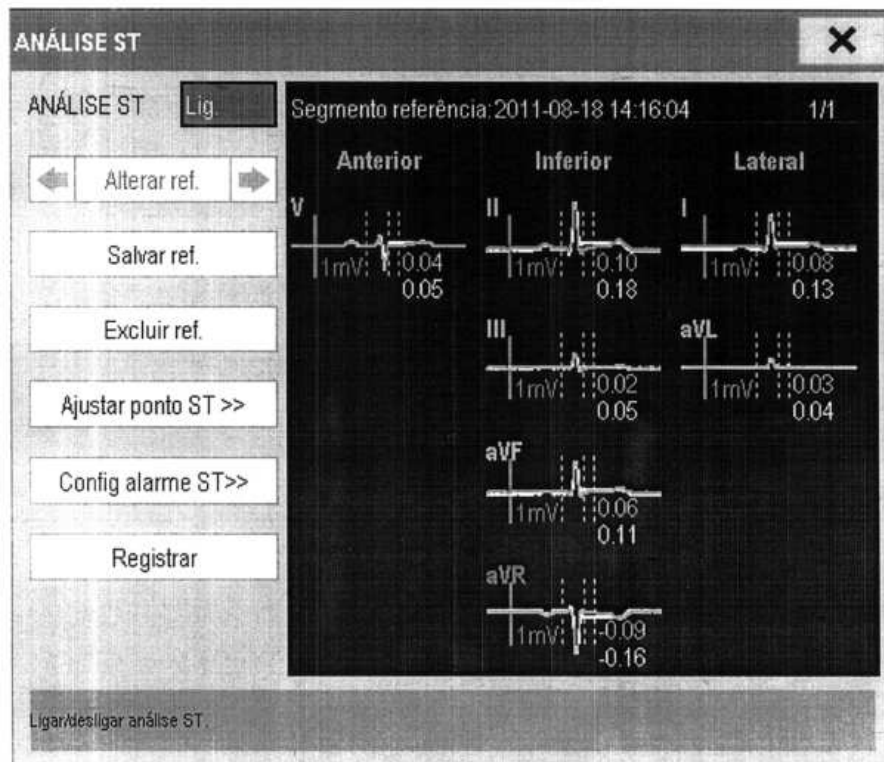 ANÁLISE ST
ANÁLISE ST Lig.
Alterar ref.
Salvar ref.
Excluir ref.
Ajustar ponto ST >>
Config alarme ST>>
Registrar
Segmento referência: 2011-08-18 14:16:04 1/1
Anterior Inferior Lateral
V
1mV 0.04
0.05
II
1mV 0.10
0.18
I
1mV 0.08
0.13
III
1mV 0.02
0.05
aVL
1mV 0.03
0.04
aVF
1mV 0.06
0.11
aVR
1mV -0.09
-0.16
Ligar/desligar análise ST.